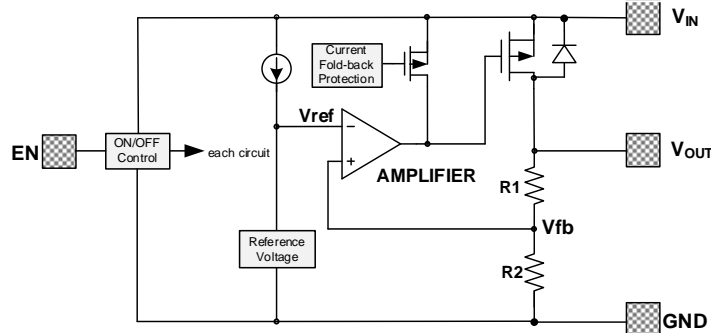 VIN
Current
Fold-back
Protection
Vref
−
+
AMPLIFIER
EN
ON/OFF
Control
each circuit
VOUT
R1
Vfb
Reference
Voltage
R2
GND